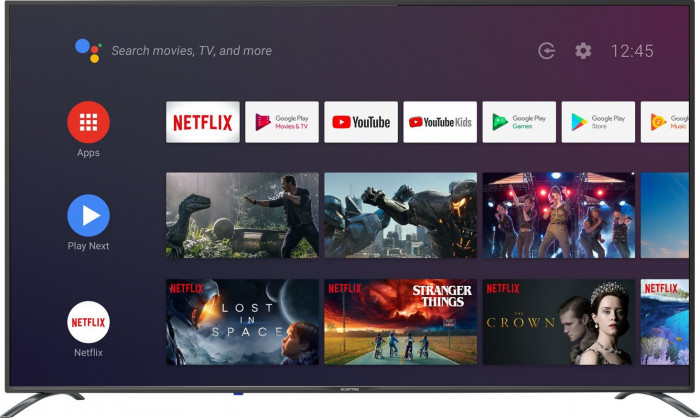 Search movies, TV, and more
12:45
Apps
NETFLIX
Google Play
Movies & TV
YouTube
YouTube Kids
Google Play
Games
Google Play
Store
Google
Music
Play Next
NETFLIX
Netflix
NETFLIX
LOST
IN
SPACE
NETFLIX
STRANGER
THINGS
NETFLIX
THE
CROWN
NETFLIX
SCEPTRE